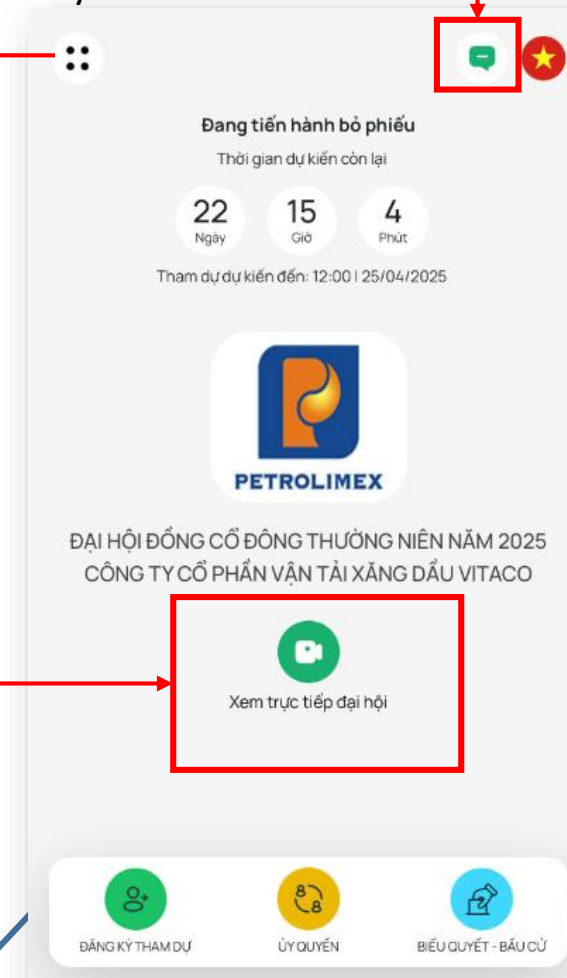 Đang tiến hành bỏ phiếu
Thời gian dự kiến còn lại
22 15 4
Ngày Giờ Phút
Tham dự dự kiến đến: 12:00 | 25/04/2025
PETROLIMEX
ĐẠI HỘI ĐỒNG CỔ ĐÔNG THƯỜNG NIÊN NĂM 2025
CÔNG TY CỔ PHẦN VẬN TẢI XĂNG DẦU VITACO
Xem trực tiếp đại hội
ĐĂNG KÝ THAM DỰ ỦY QUYỀN BIỂU QUYẾT - BẦU CỬ